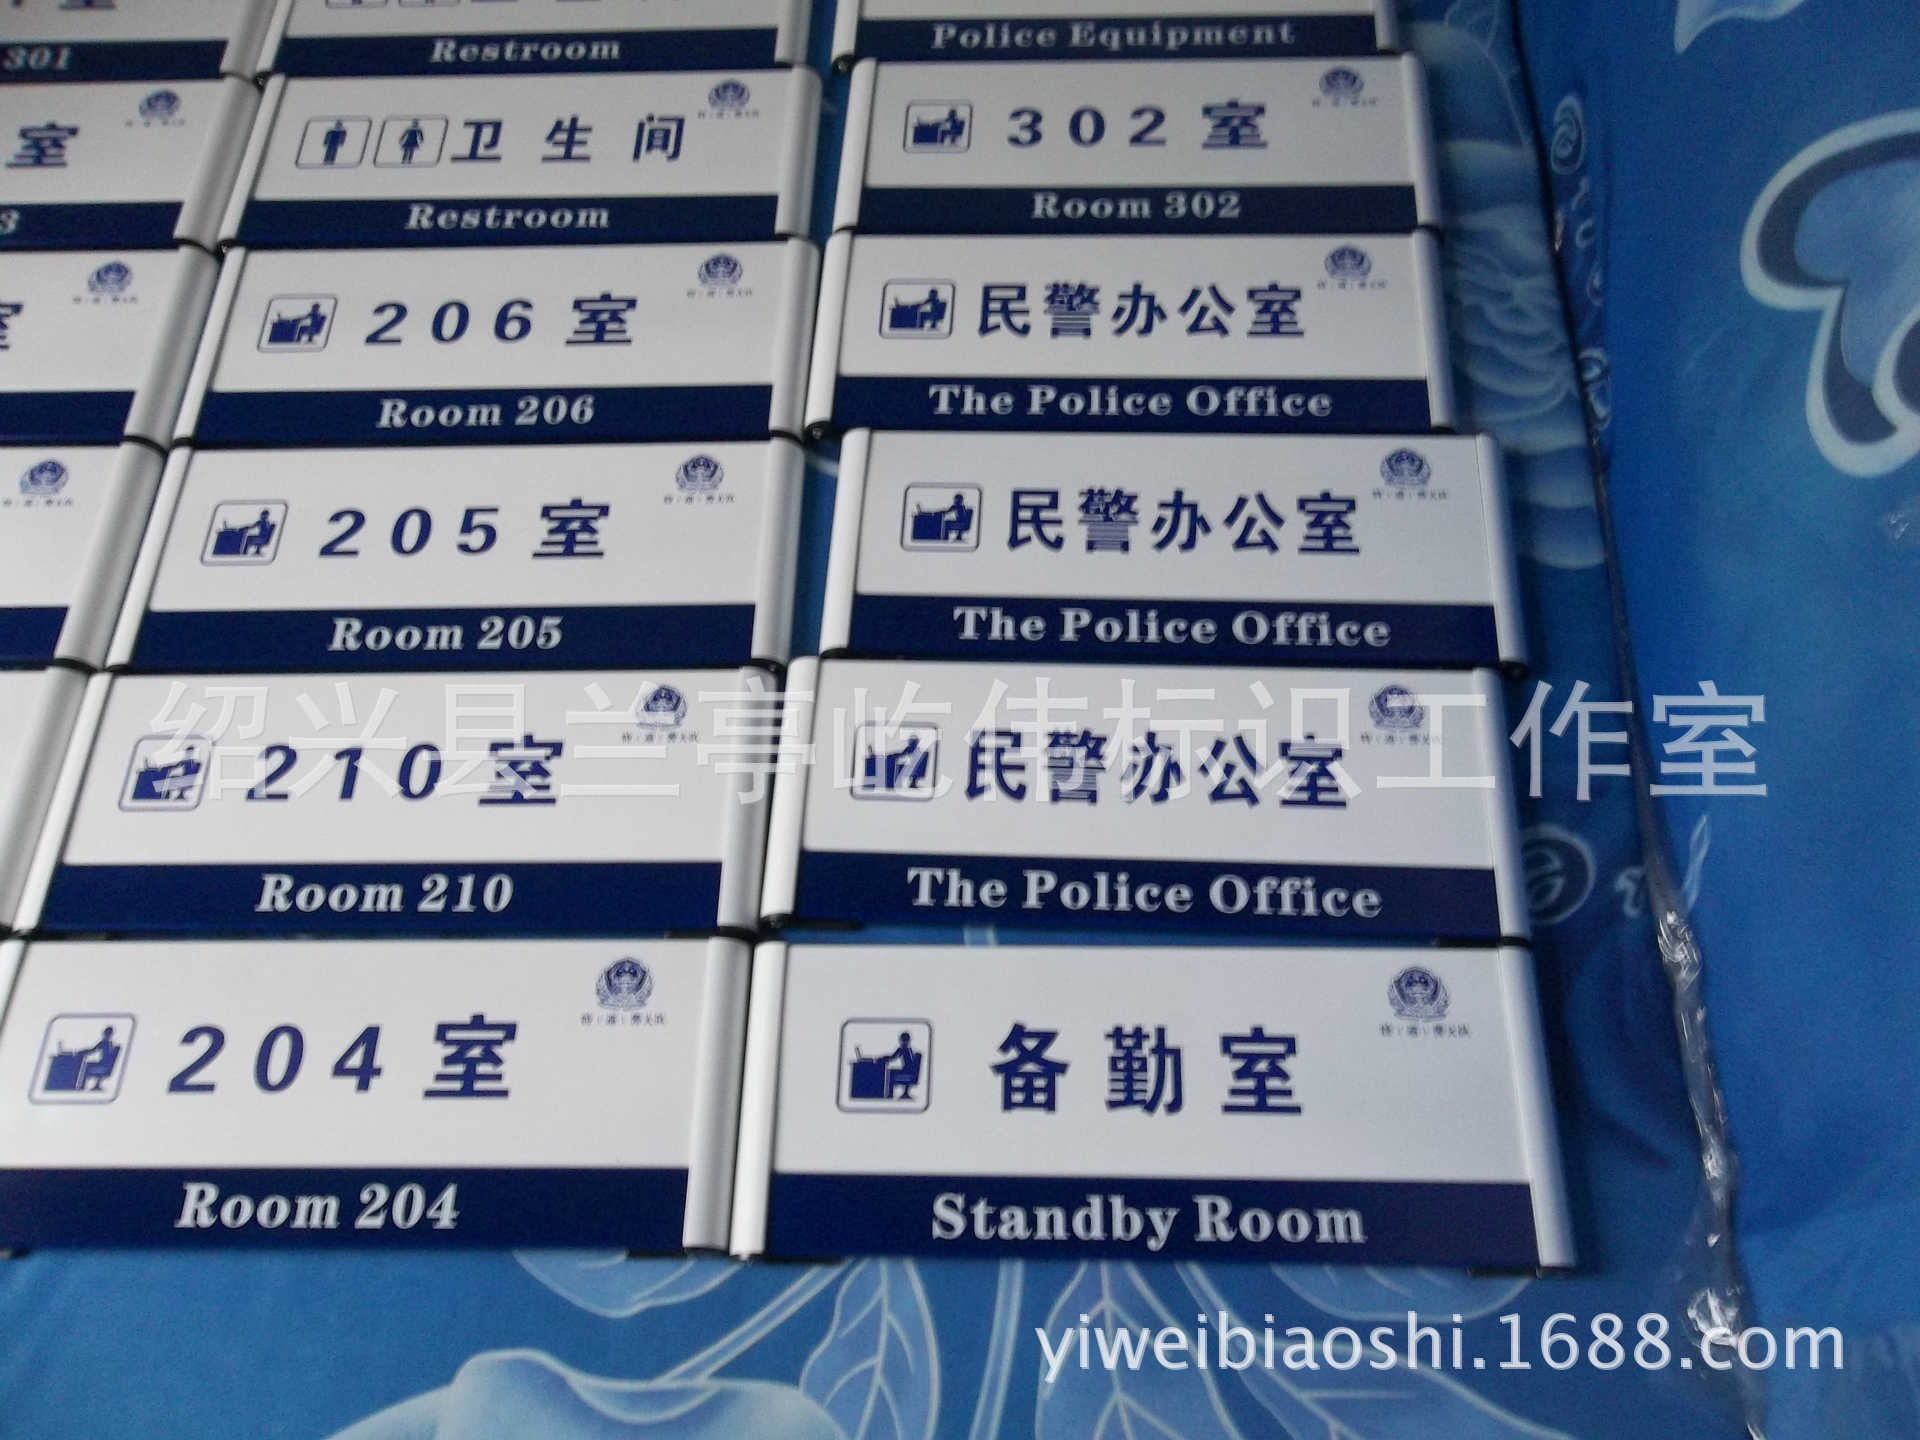 301
Restroom
Police Equipment
室
卫生间
Restroom
302室
Room 302
3
室
206室
Room 206
民警办公室
The Police Office
205室
Room 205
民警办公室
The Police Office
210室
Room 210
民警办公室
The Police Office
绍兴县兰亭屹伟标识工作室
204室
Room 204
备勤室
Standby Room
yiweibiaoshi.1688.com